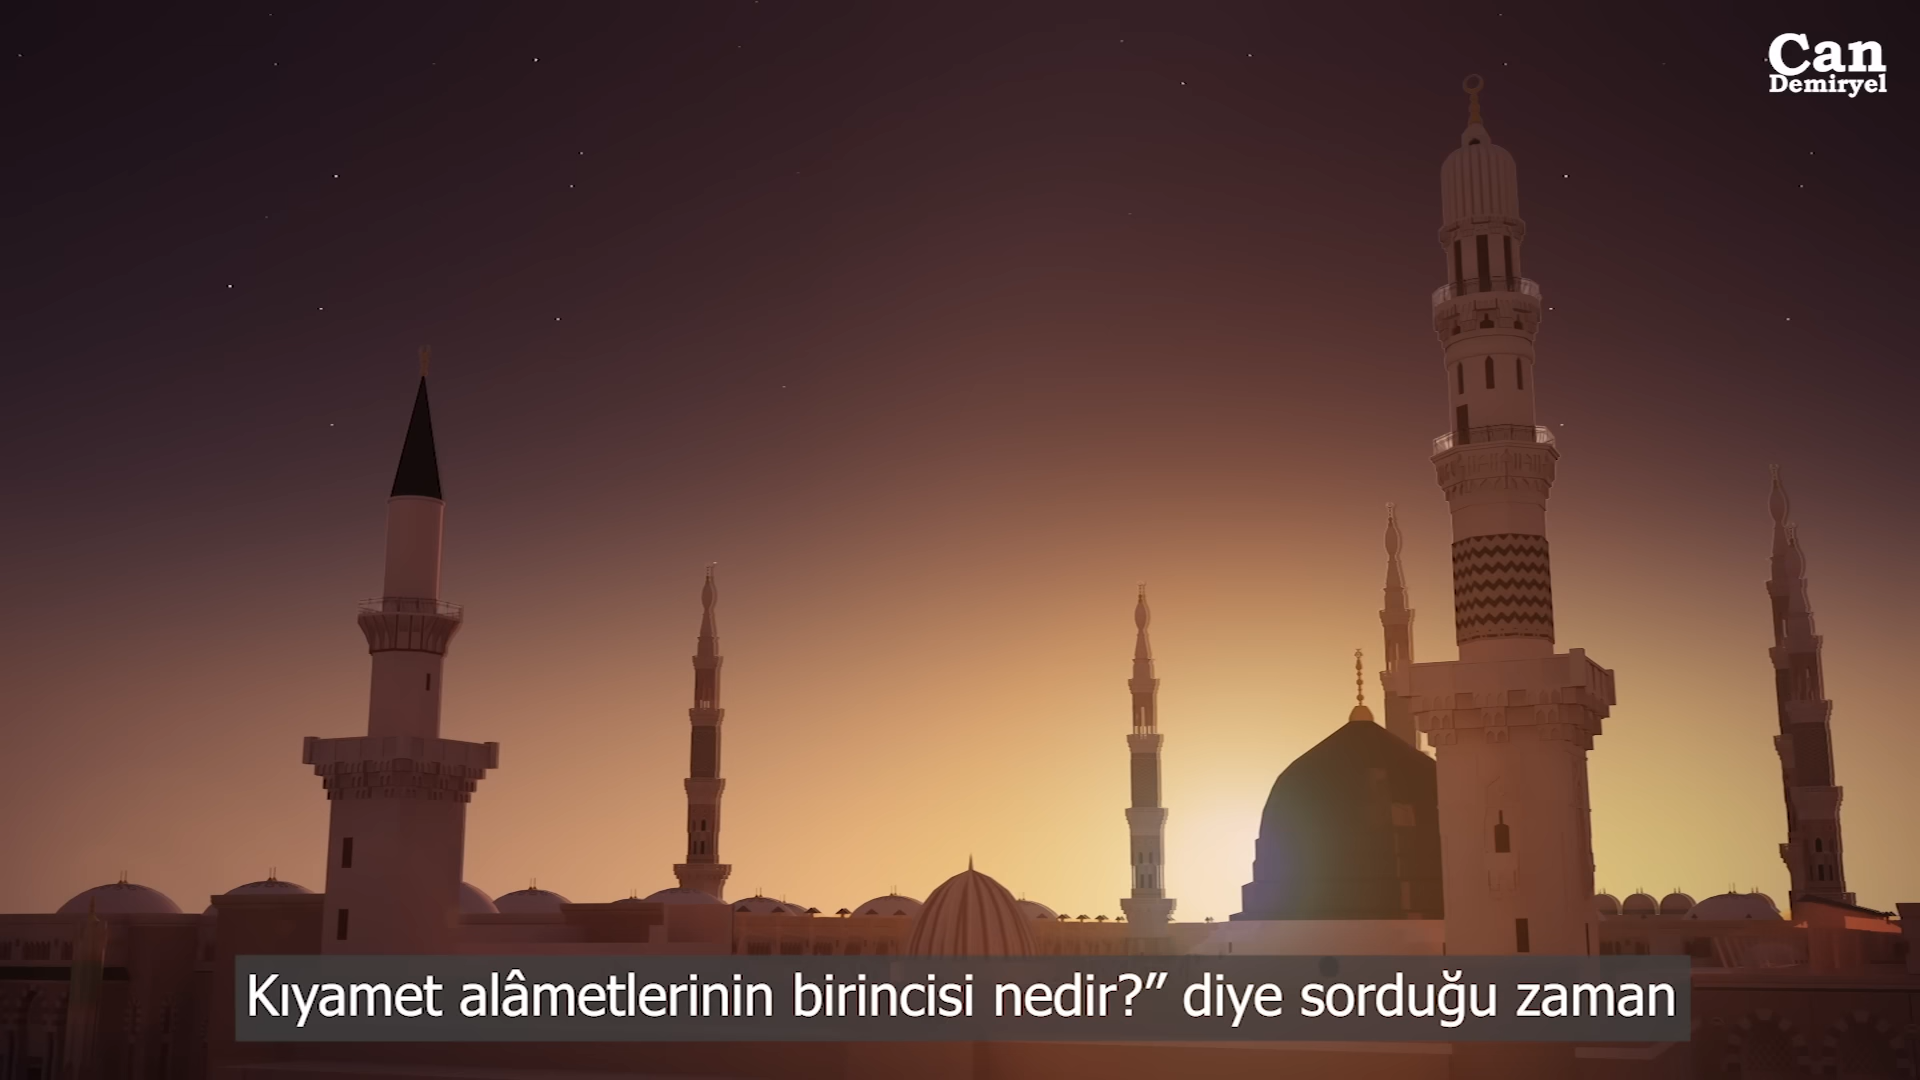 Can
Demiryel
Kıyamet alâmetlerinin birincisi nedir?” diye sorduğu zaman